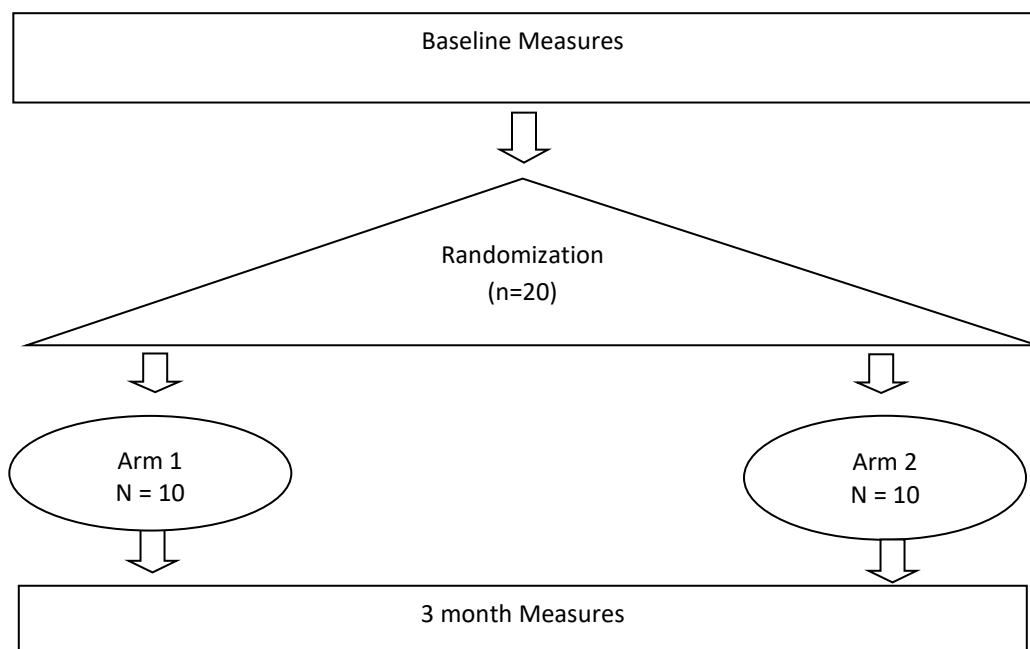 Baseline Measures
Randomization
(n=20)
Arm 1
N = 10
Arm 2
N = 10
3 month Measures